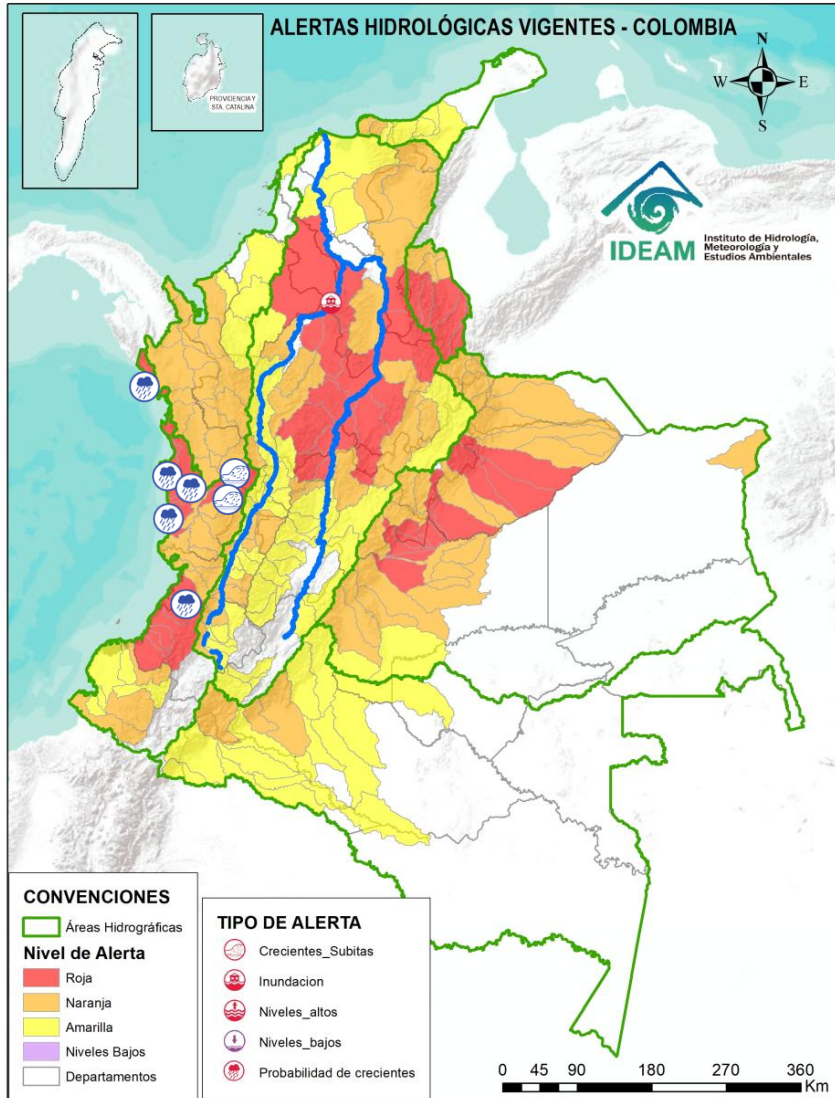 ALERTAS HIDROLÓGICAS VIGENTES - COLOMBIA
PROVIDENCIA Y
STA. CATALINA
N
W
E
S
IDEAM
Instituto de Hidrología,
Meteorología y
Estudios Ambientales
CONVENCIONES
Áreas Hidrográficas
Nivel de Alerta
Roja
Naranja
Amarilla
Niveles Bajos
Departamentos
TIPO DE ALERTA
Crecientes_Subitas
Inundacion
Niveles_altos
Niveles_bajos
Probabilidad de crecientes
0 45 90 180 270 360
Km